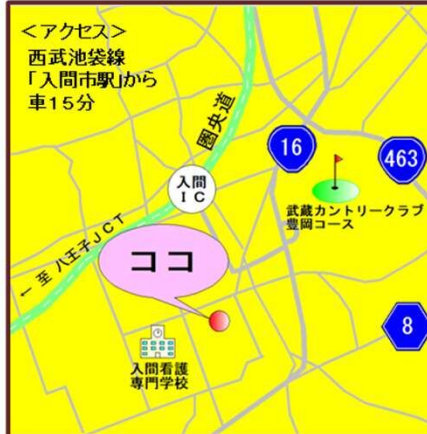 ＜アクセス＞
西武池袋線
「入間市駅」から
車15分
圏央道
16
463
入間
IC
武蔵カントリークラブ
豊岡コース
← 至 八王子JCT
ココ
8
入間看護
専門学校